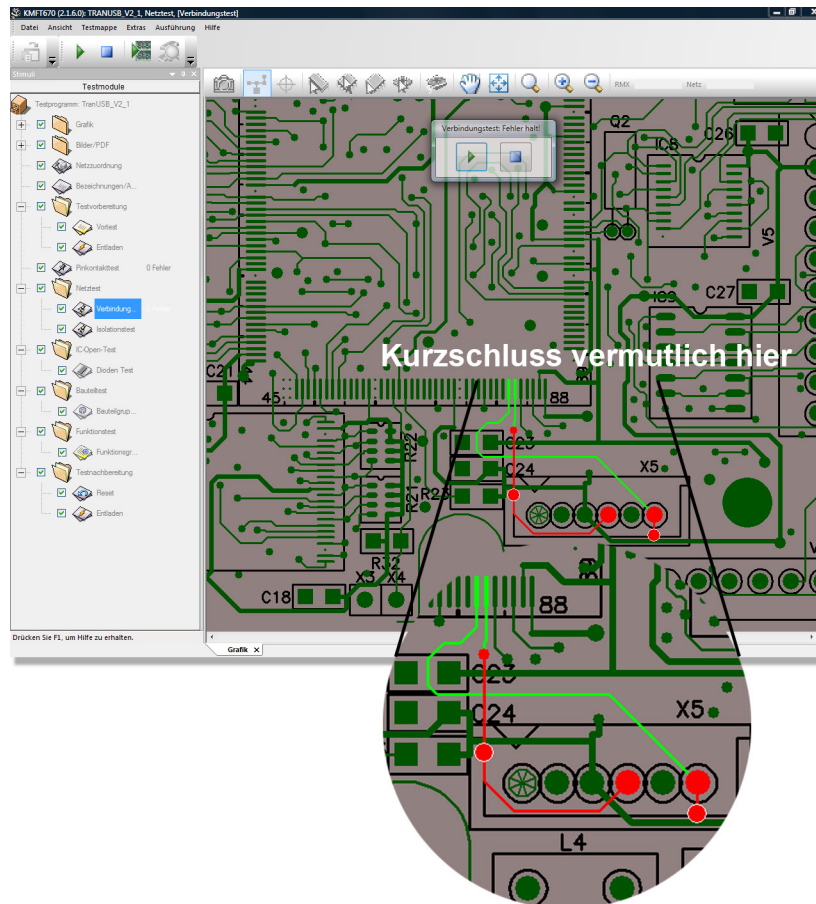 KMFT670 (2.1.6.0): TRANUSB_V2_1, Netztest, [Verbindungstest]
Datei Ansicht Testmappe Extras Ausführung Hilfe
Stimuli
Testmodule
RMX
Netz
Testprogramm: TranUSB_V2_1
Grafik
Bilder/PDF
Netzzuordnung
Bezeichnungen/A...
Testvorbereitung
Vortest
Entladen
Pinkontakttest 0 Fehler
Netztest
Verbindung...
Isolationstest
IC-Open-Test
Dioden Test
Bauteiltest
Bauteilgrup...
Funktionstest
Funktionsgr...
Testnachbereitung
Reset
Entladen
Verbindungstest: Fehler halt!
Q2
IC5
C26
V5
C27
Kurzschluss vermutlich hier
C21
45
88
R22
C23
C24
X5
R21
R32
X3 X4
C18
Drücken Sie F1, um Hilfe zu erhalten.
Grafik X
88
C23
C24
X5
L4